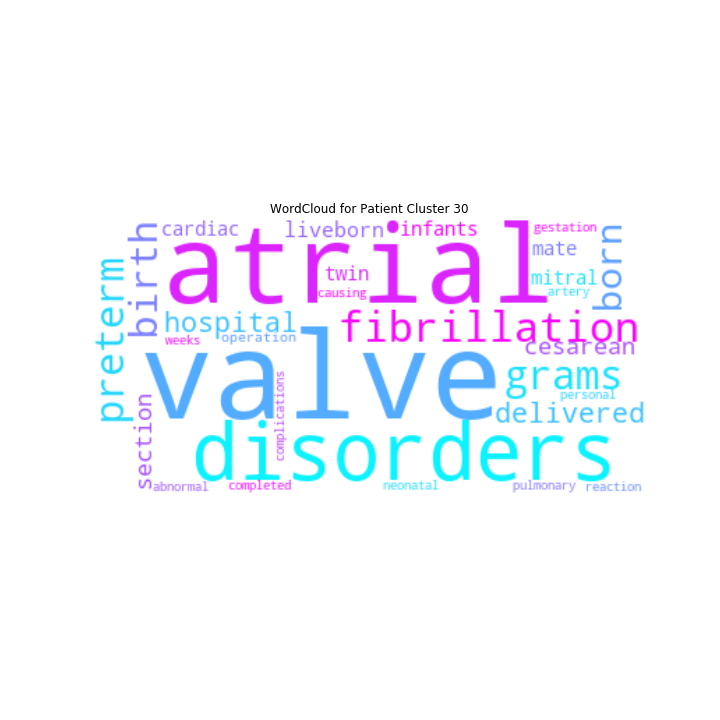 WordCloud for Patient Cluster 30
cardiac
liveborn
infants
gestation
atrial
birth
born
mate
twin
mitral
causing
artery
preterm
hospital
fibrillation
operation
weeks
cesarean
valve
grams
personal
delivered
complications
section
disorders
abnormal
completed
neonatal
pulmonary
reaction